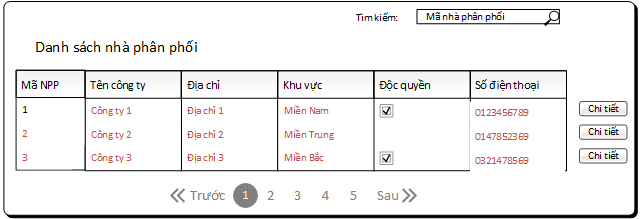 Tìm kiếm: Mã nhà phân phối
Danh sách nhà phân phối
Mã NPP Tên công ty Địa chỉ Khu vực Độc quyền Số điện thoại
1 Công ty 1 Địa chỉ 1 Miền Nam 0123456789 Chi tiết
2 Công ty 2 Địa chỉ 2 Miền Trung 0147852369 Chi tiết
3 Công ty 3 Địa chỉ 3 Miền Bắc 0321478569 Chi tiết
Trước 1 2 3 4 5 Sau